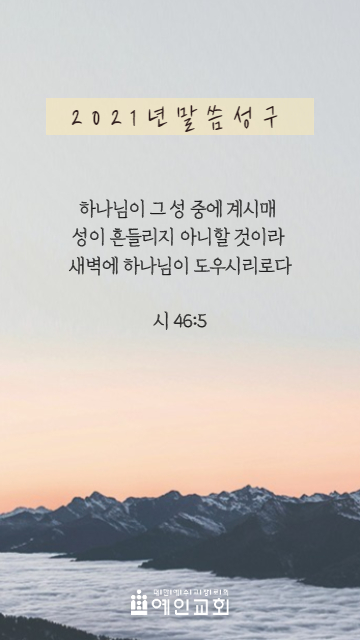 2021년말씀성구
하나님이 그 성 중에 계시매
성이 흔들리지 아니할 것이라
새벽에 하나님이 도우시리로다
시 46:5
예인교회